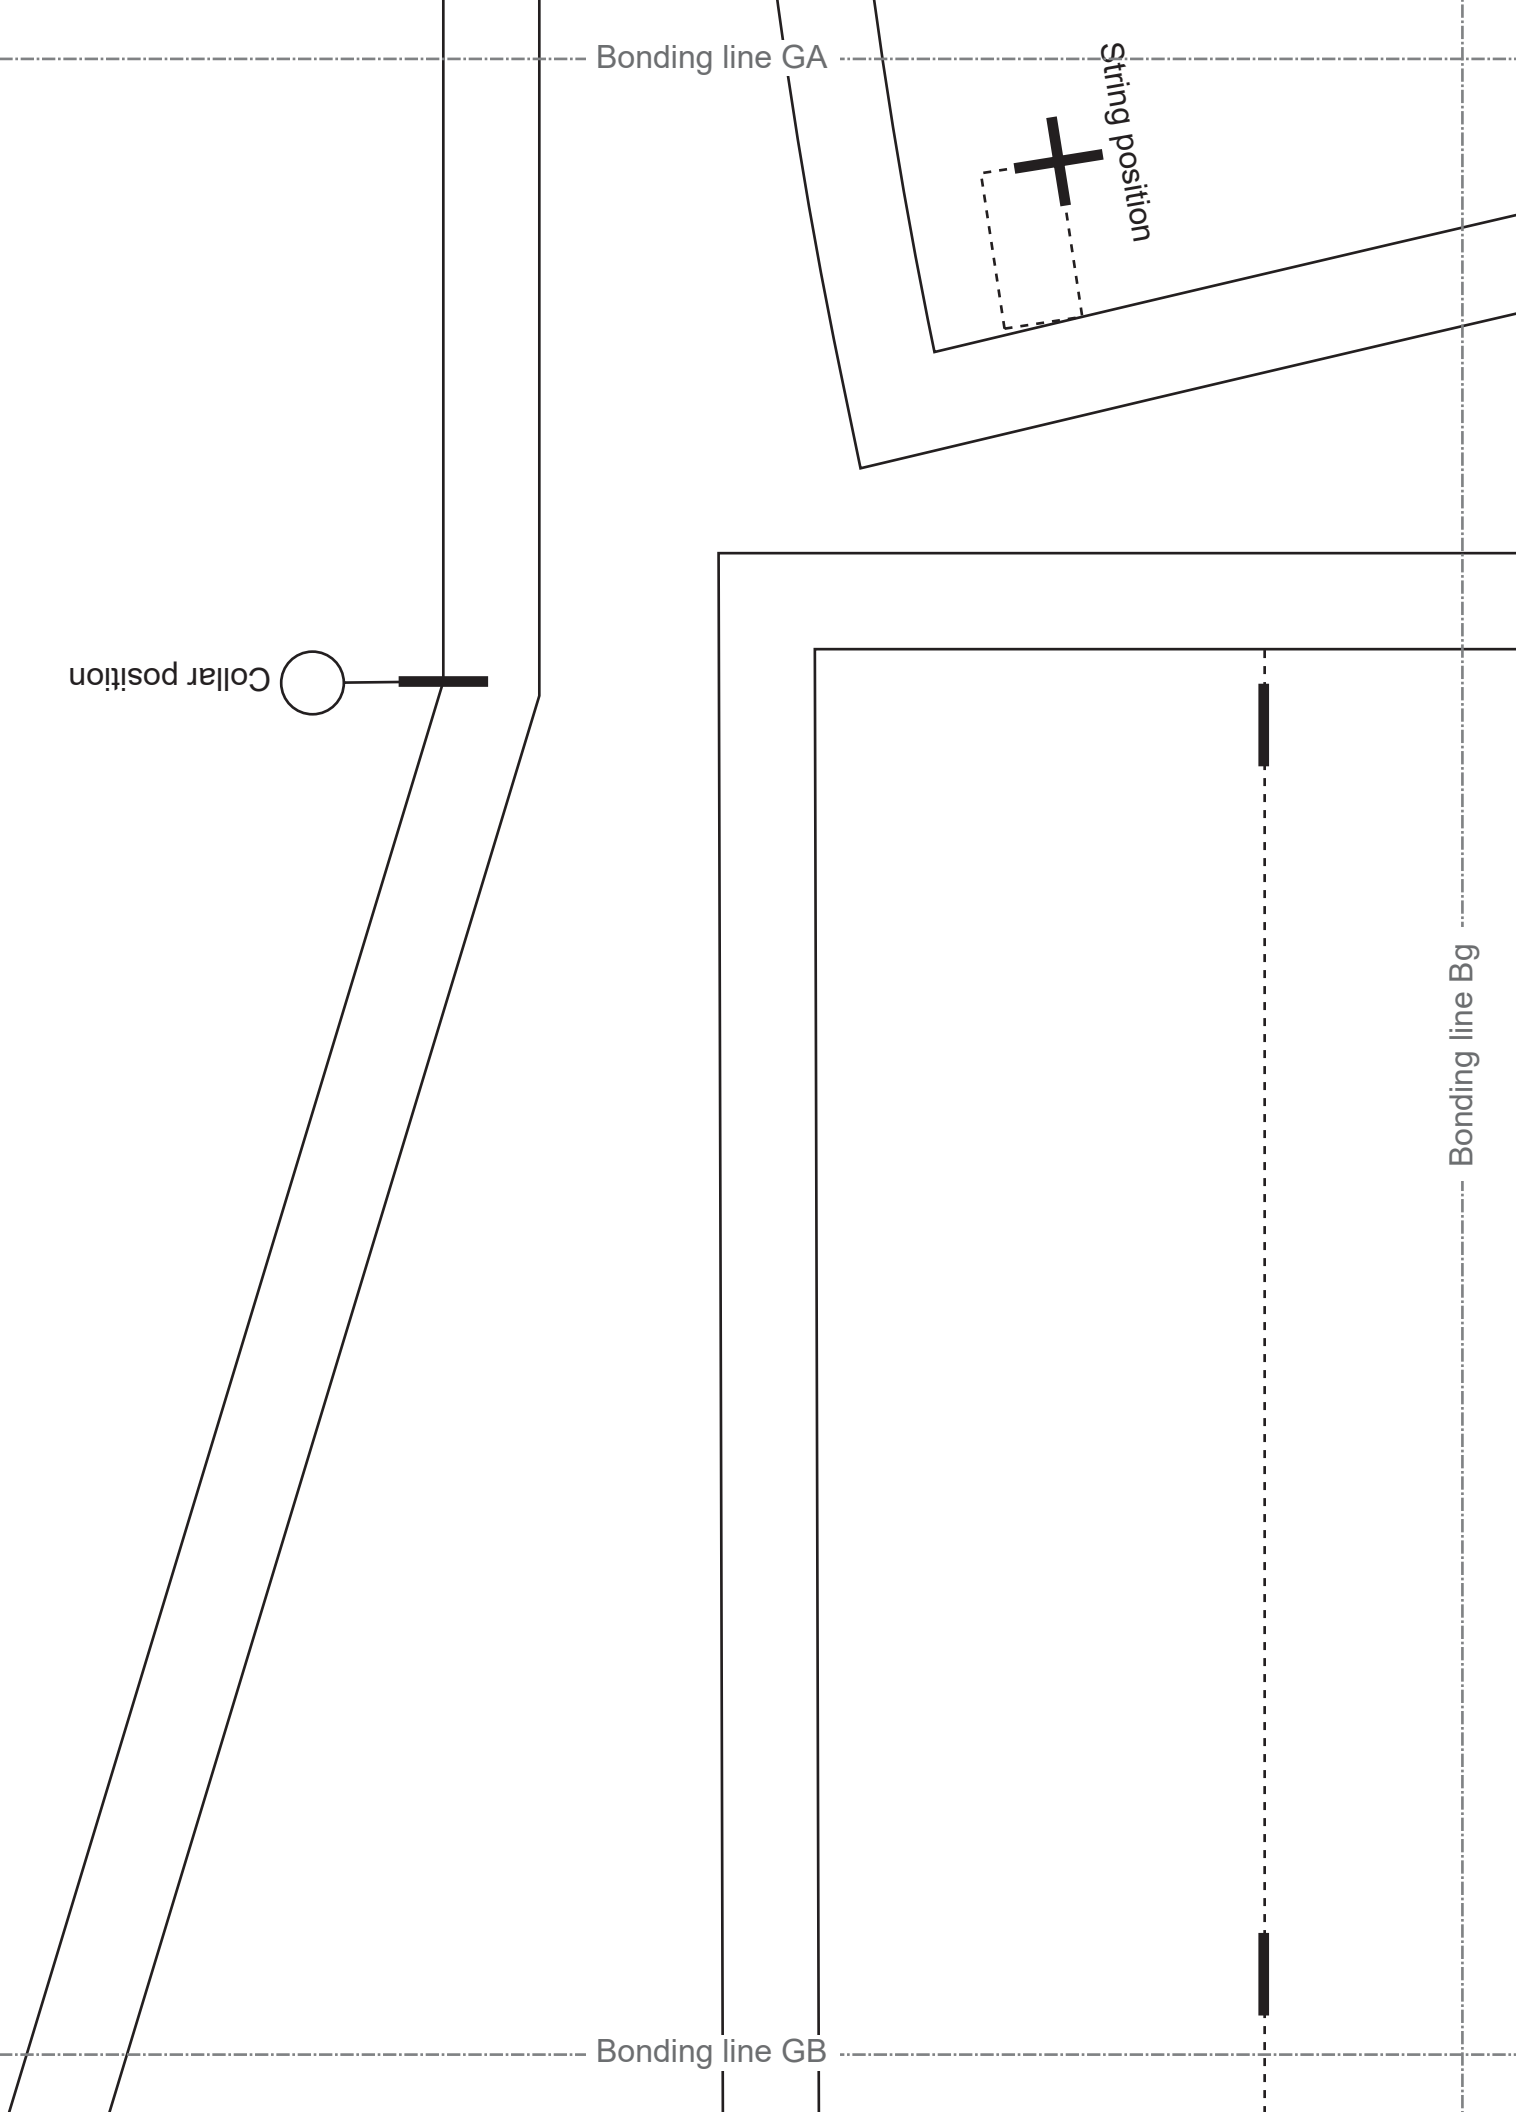 Bonding line GA
String position
Collar position
Bonding line Bg
Bonding line GB